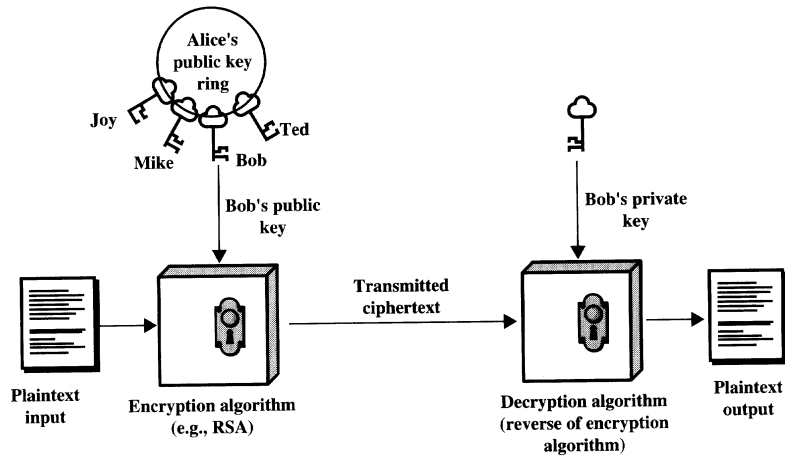 Alice's
public key
ring
Joy
Mike
Bob
Ted
Bob's public
key
Bob's private
key
Transmitted
ciphertext
Plaintext
input
Encryption algorithm
(e.g., RSA)
Decryption algorithm
(reverse of encryption
algorithm)
Plaintext
output